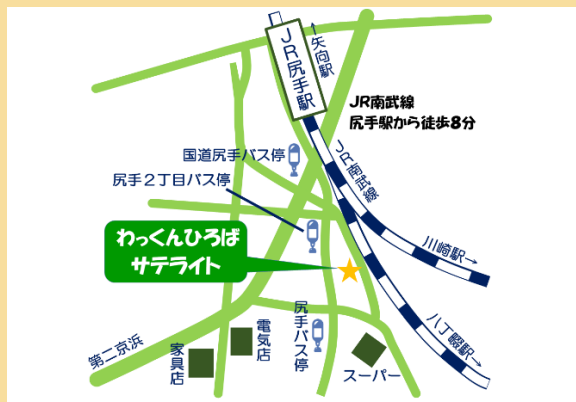 JR尻手駅
↑矢向駅
JR南武線
尻手駅から徒歩8分
国道尻手バス停
JR南武線
尻手2丁目バス停
わっくんひろば
サテライト
川崎駅→
尻手バス停
八丁畷駅→
第二京浜
電気店
家具店
スーパー